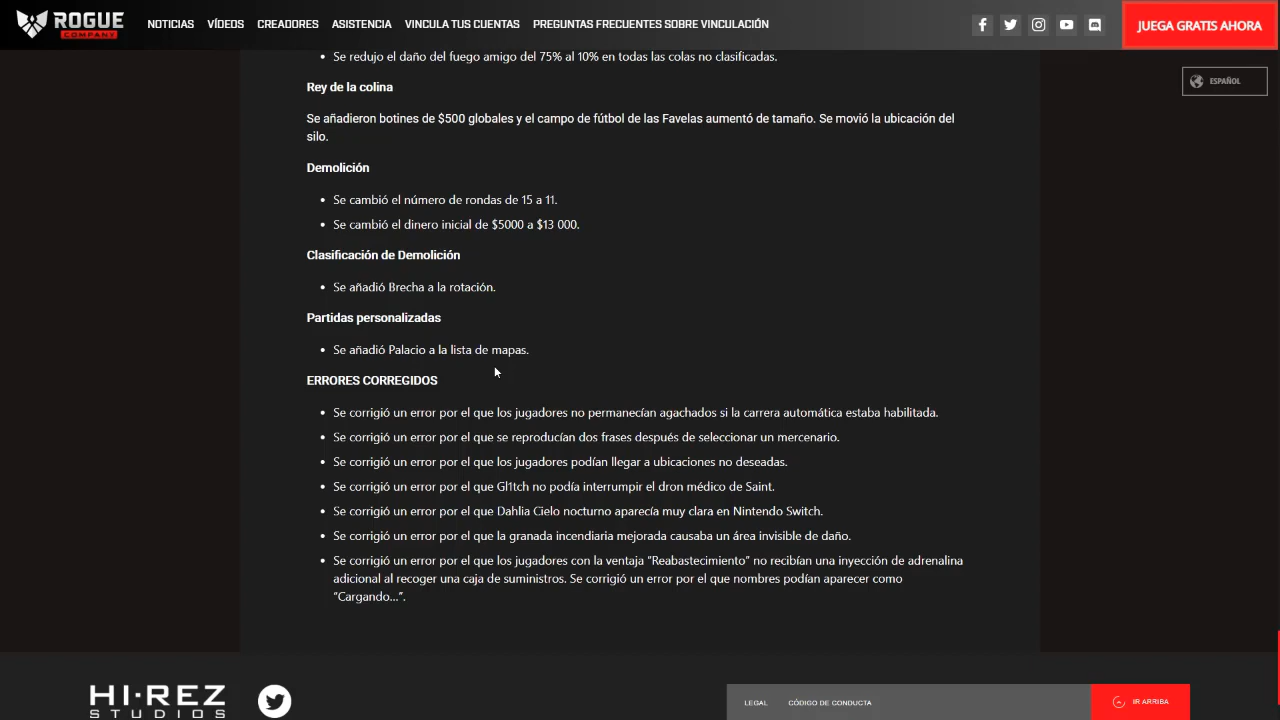 ROGUE COMPANY NOTICIAS VÍDEOS CREADORES ASISTENCIA VINCULA TUS CUENTAS PREGUNTAS FRECUENTES SOBRE VINCULACIÓN JUEGA GRATIS AHORA
ESPAÑOL
Se redujo el daño del fuego amigo del 75% al 10% en todas las colas no clasificadas.
Rey de la colina
Se añadieron botines de $500 globales y el campo de fútbol de las Favelas aumentó de tamaño. Se movió la ubicación del
silo.
Demolición
Se cambió el número de rondas de 15 a 11.
Se cambió el dinero inicial de $5000 a $13 000.
Clasificación de Demolición
Se añadió Brecha a la rotación.
Partidas personalizadas
Se añadió Palacio a la lista de mapas.
ERRORES CORREGIDOS
Se corrigió un error por el que los jugadores no permanecían agachados si la carrera automática estaba habilitada.
Se corrigió un error por el que se reproducían dos frases después de seleccionar un mercenario.
Se corrigió un error por el que los jugadores podían llegar a ubicaciones no deseadas.
Se corrigió un error por el que Gl1tch no podía interrumpir el dron médico de Saint.
Se corrigió un error por el que Dahlia Cielo nocturno aparecía muy clara en Nintendo Switch.
Se corrigió un error por el que la granada incendiaria mejorada causaba un área invisible de daño.
Se corrigió un error por el que los jugadores con la ventaja “Reabastecimiento” no recibían una inyección de adrenalina
adicional al recoger una caja de suministros. Se corrigió un error por el que nombres podían aparecer como
“Cargando...”.
HI-REZ STUDIOS LEGAL CÓDIGO DE CONDUCTA IR ARRIBA